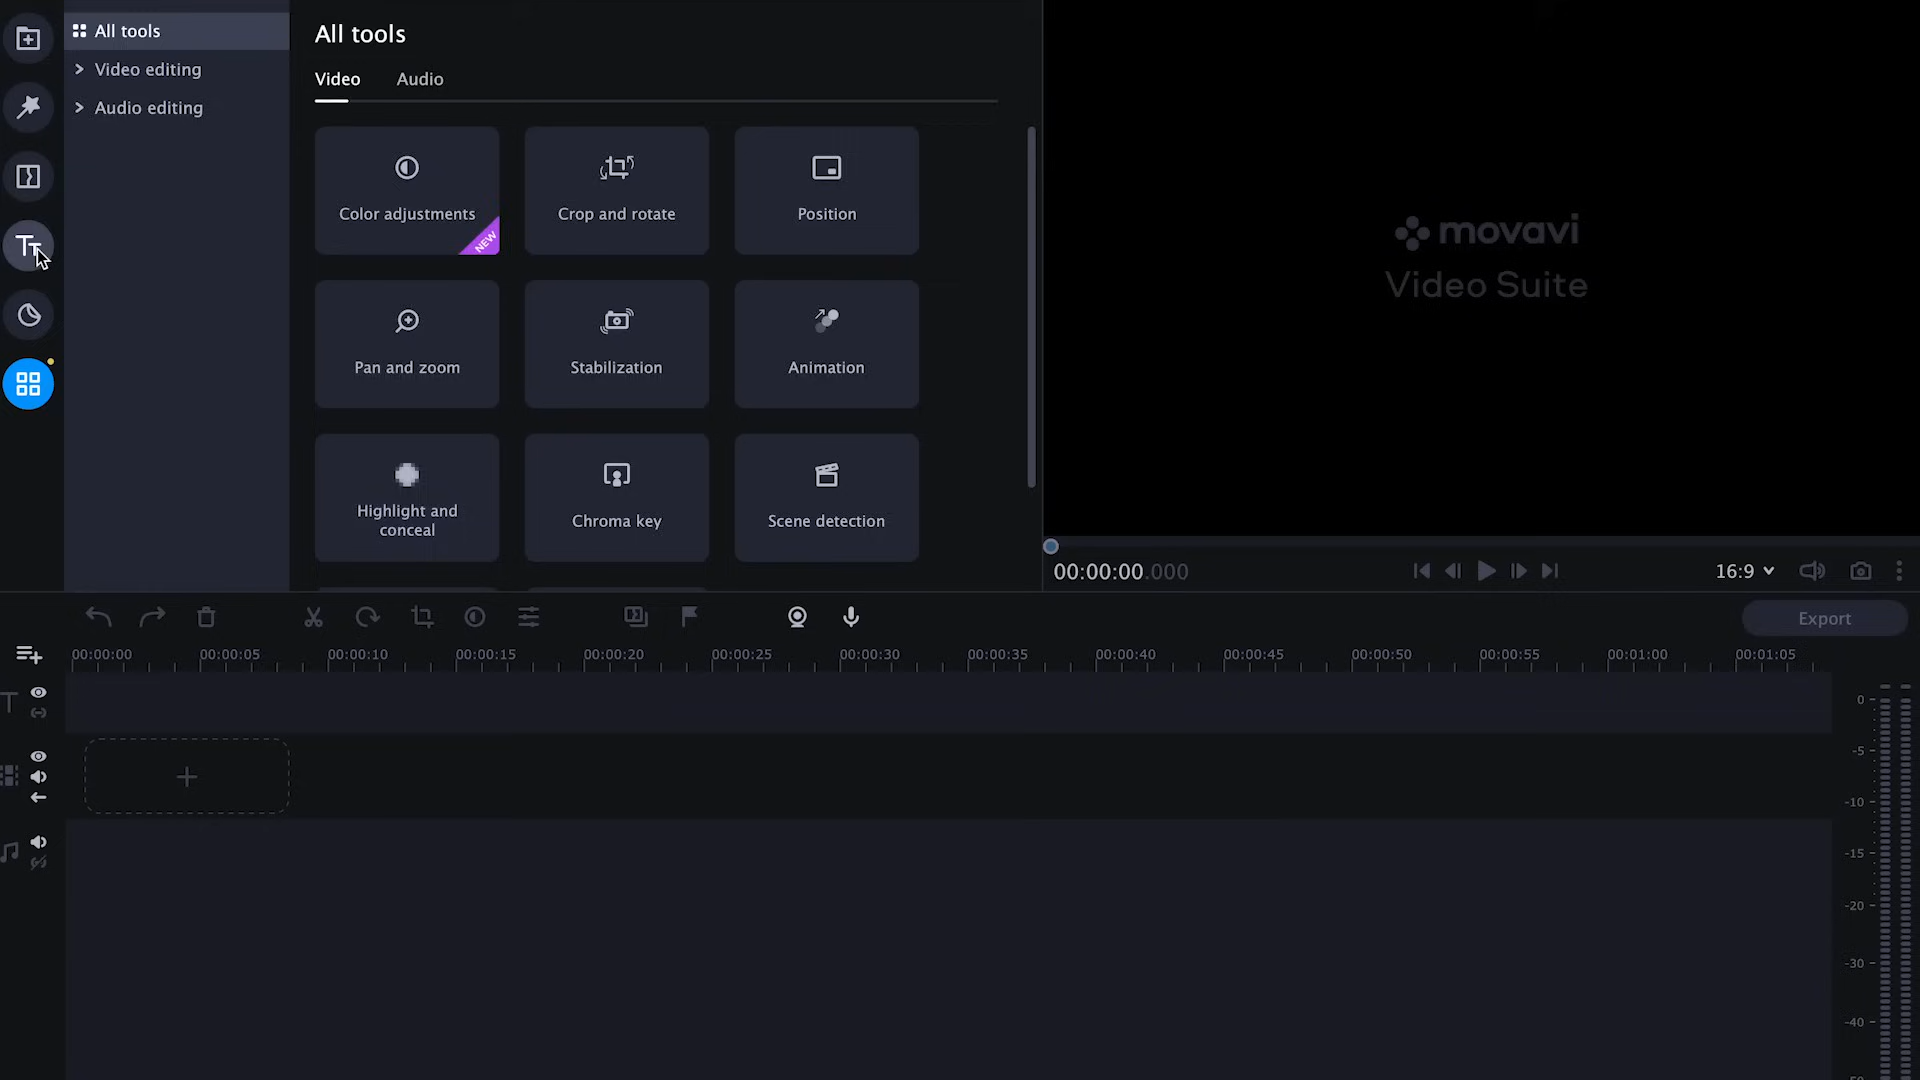 All tools
Video editing
Audio editing
All tools
Video Audio
Color adjustments
NEW
Crop and rotate
Position
Pan and zoom
Stabilization
Animation
Highlight and
conceal
Chroma key
Scene detection
movavi
Video Suite
00:00:00.000
16:9
Export
00:00:00 00:00:05 00:00:10 00:00:15 00:00:20 00:00:25 00:00:30 00:00:35 00:00:40 00:00:45 00:00:50 00:00:55 00:01:00 00:01:05
0
-5
-10
-15
-20
-30
-40